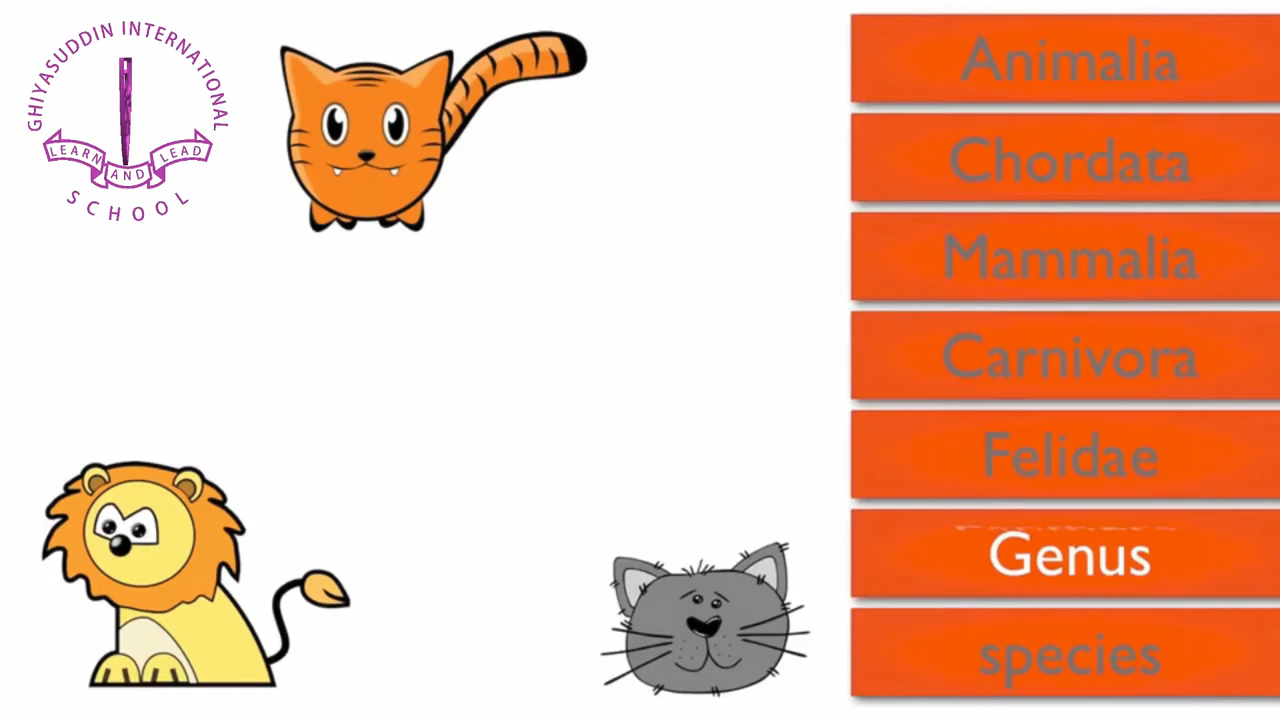 GHIYASUDDIN INTERNATIONAL
LEARN AND LEAD
SCHOOL
Animalia
Chordata
Mammalia
Carnivora
Felidae
Genus
species